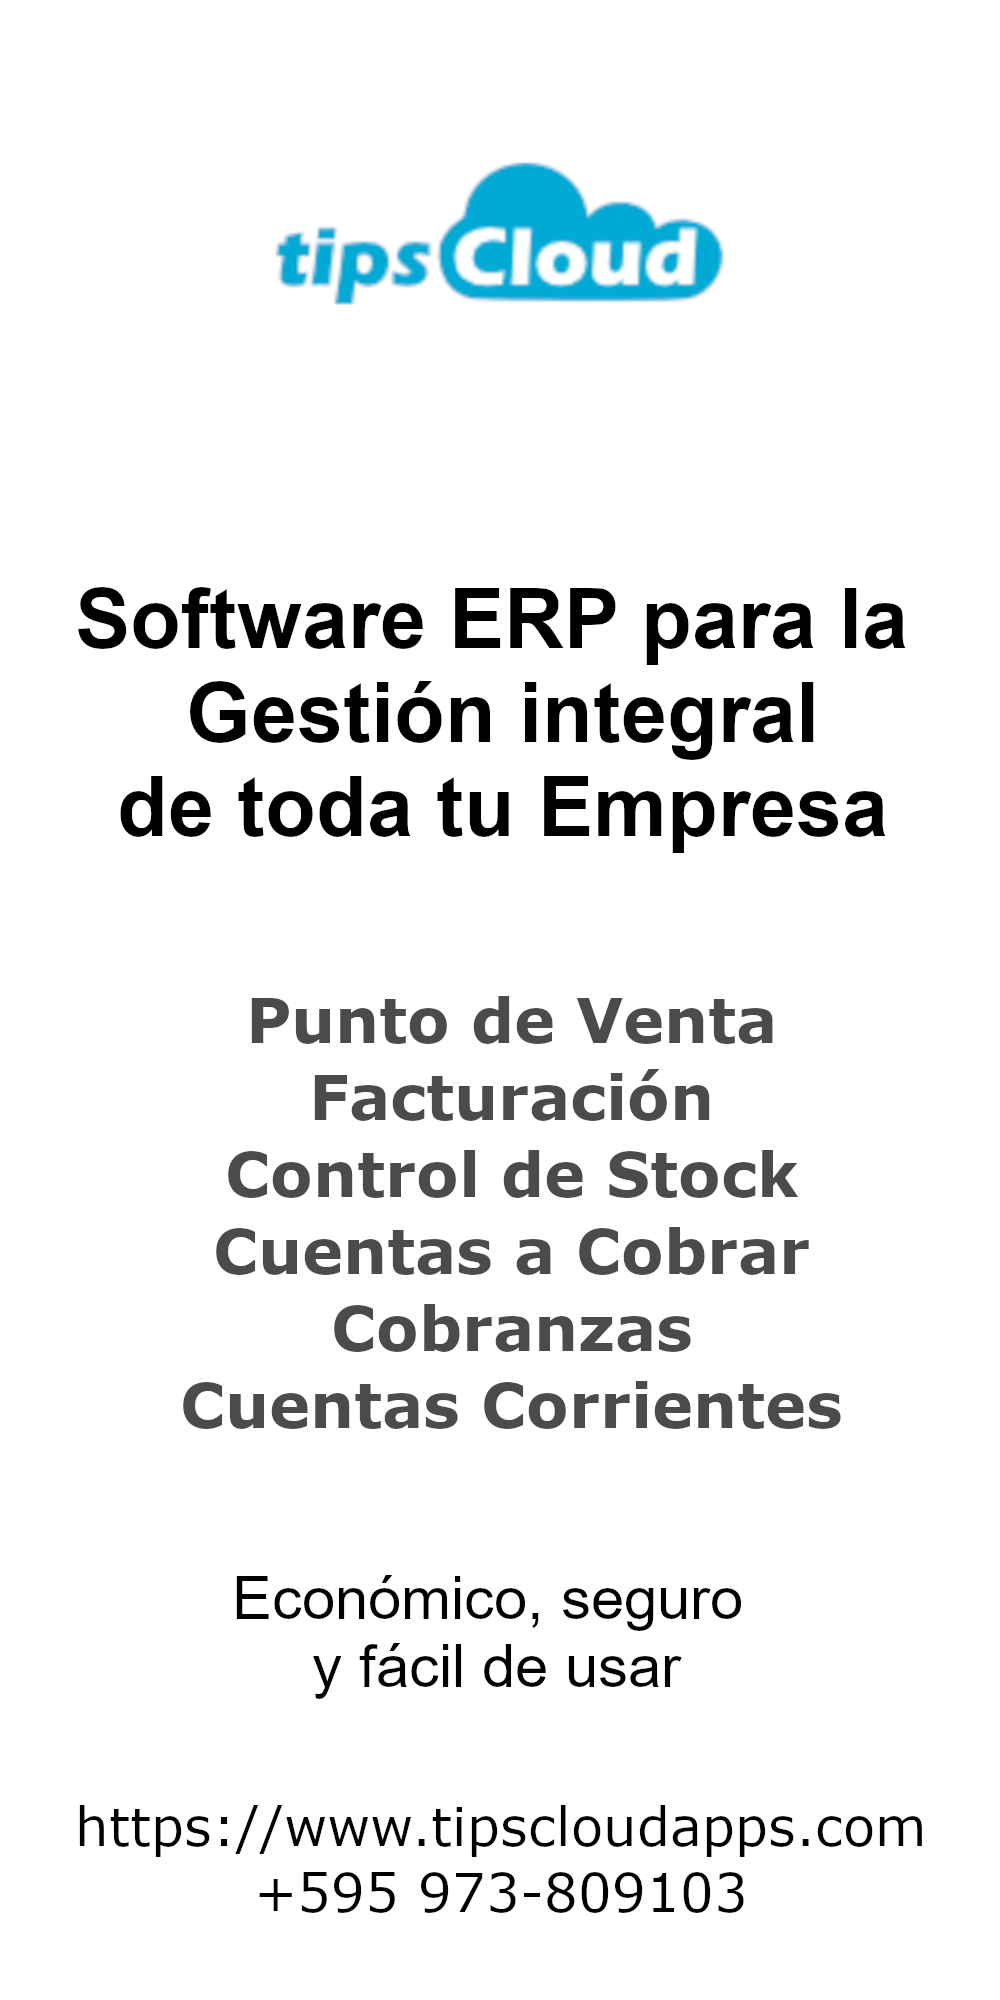 tipsCloud
Software ERP para la
Gestión integral
de toda tu Empresa
Punto de Venta
Facturación
Control de Stock
Cuentas a Cobrar
Cobranzas
Cuentas Corrientes
Económico, seguro
y fácil de usar
https://www.tipscloudapps.com
+595 973-809103